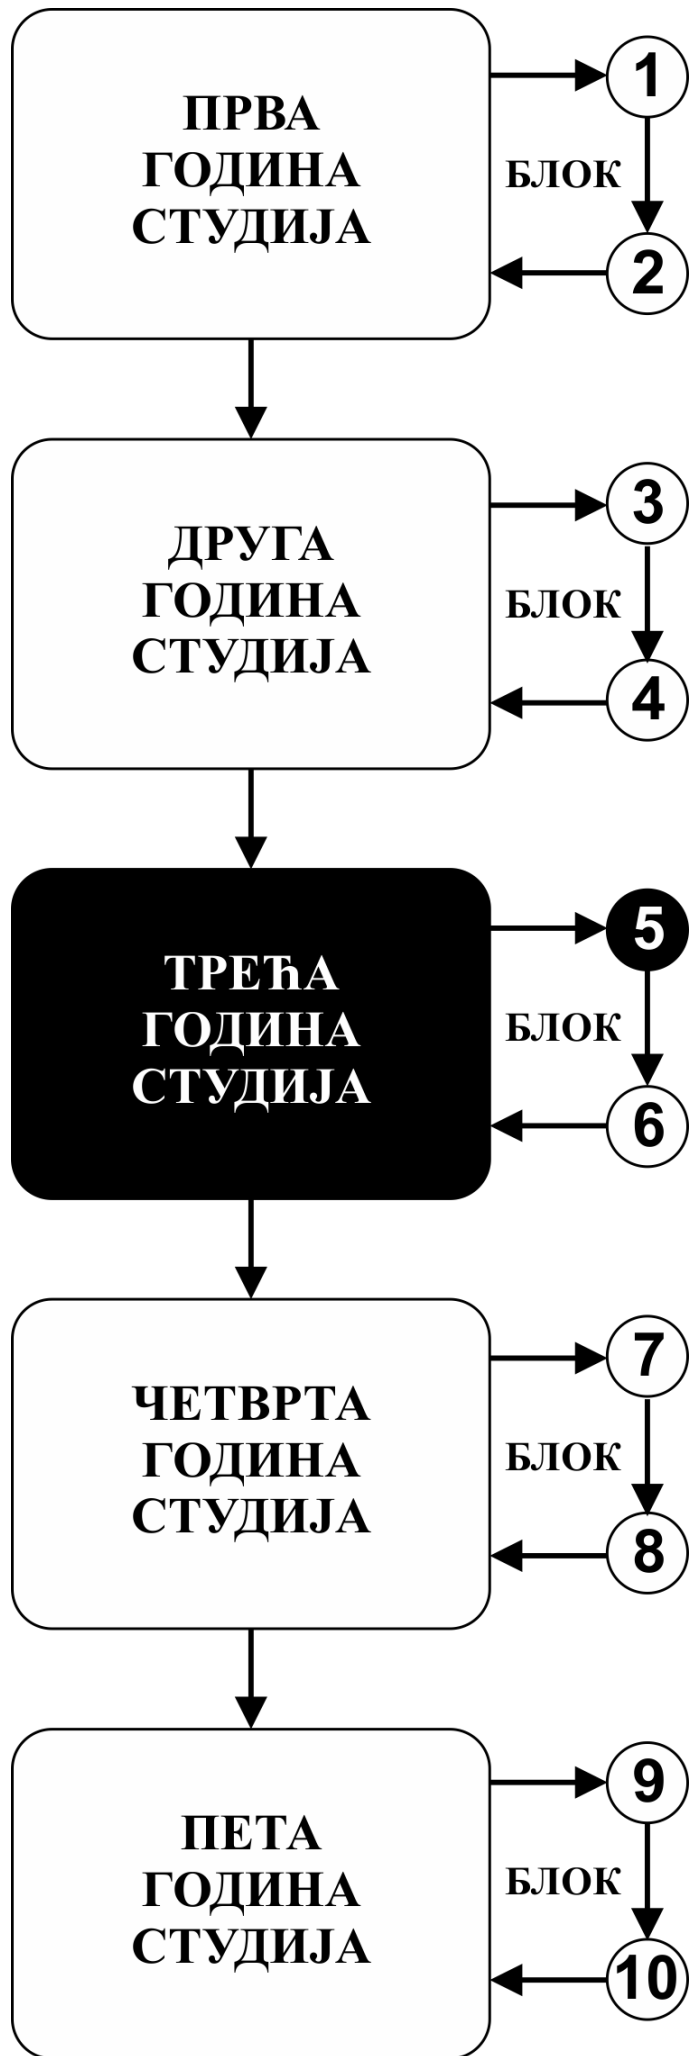 ПРВА
ГОДИНА
СТУДИЈА
1
БЛОК
2
ДРУГА
ГОДИНА
СТУДИЈА
3
БЛОК
4
ТРЕЋА
ГОДИНА
СТУДИЈА
5
БЛОК
6
ЧЕТВРТА
ГОДИНА
СТУДИЈА
7
БЛОК
8
ПЕТА
ГОДИНА
СТУДИЈА
9
БЛОК
10